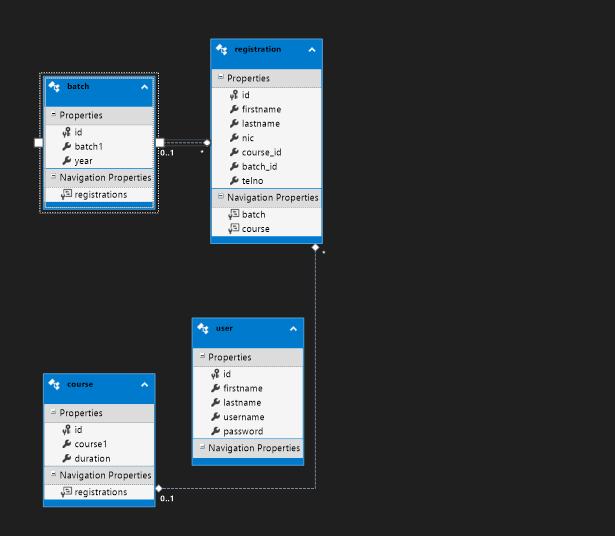 registration
Properties
id
firstname
lastname
nic
course_id
batch_id
telno
Navigation Properties
batch
course
*
batch
Properties
id
batch1
year
Navigation Properties
registrations
0..1
*
user
Properties
id
firstname
lastname
username
password
Navigation Properties
course
Properties
id
course1
duration
Navigation Properties
registrations
0..1